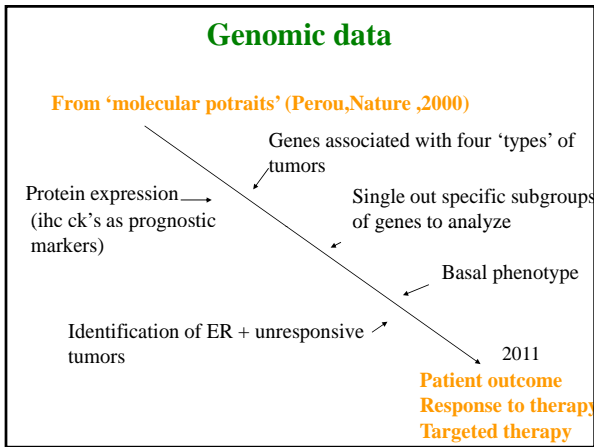 Genomic data
From ‘molecular potraits’ (Perou,Nature ,2000)
Genes associated with four ‘types’ of
tumors
Protein expression
(ihc ck’s as prognostic
markers)
Single out specific subgroups
of genes to analyze
Basal phenotype
Identification of ER + unresponsive
tumors
2011
Patient outcome
Response to therapy
Targeted therapy